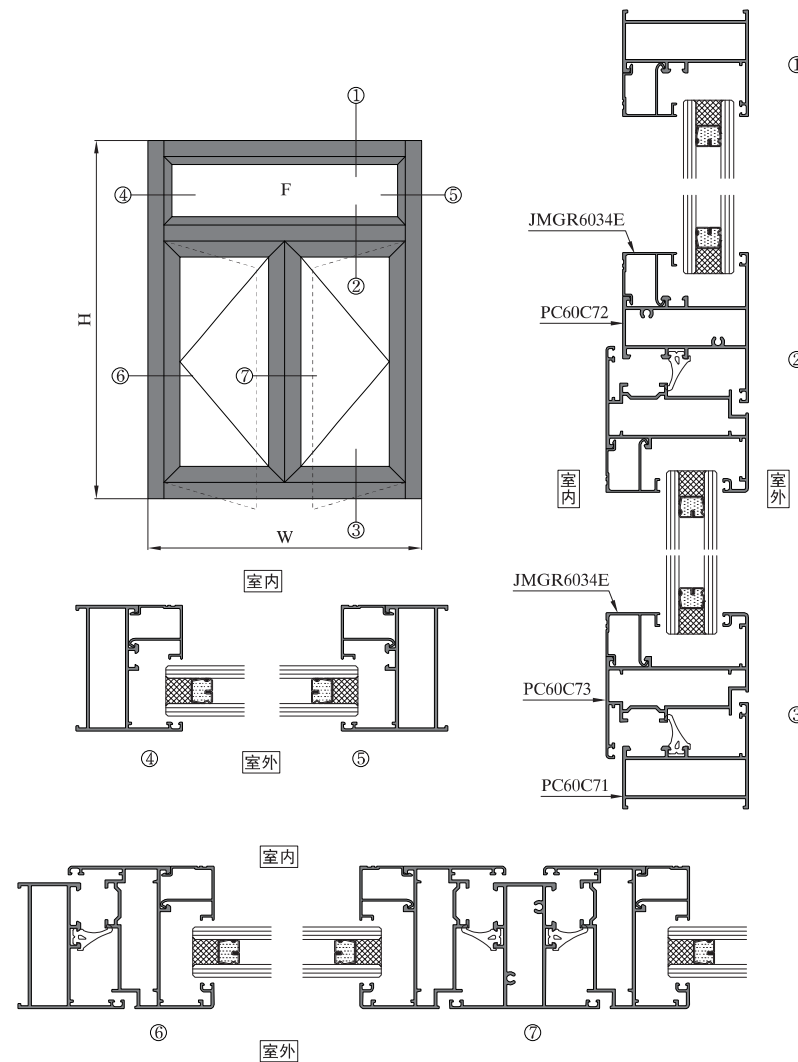 ①
④
F
⑤
②
H
⑥
⑦
③
W
①
JMGR6034E
PC60C72
②
室内
室外
JMGR6034E
PC60C73
③
PC60C71
室内
④
室外
⑤
室内
⑥
⑦
室外